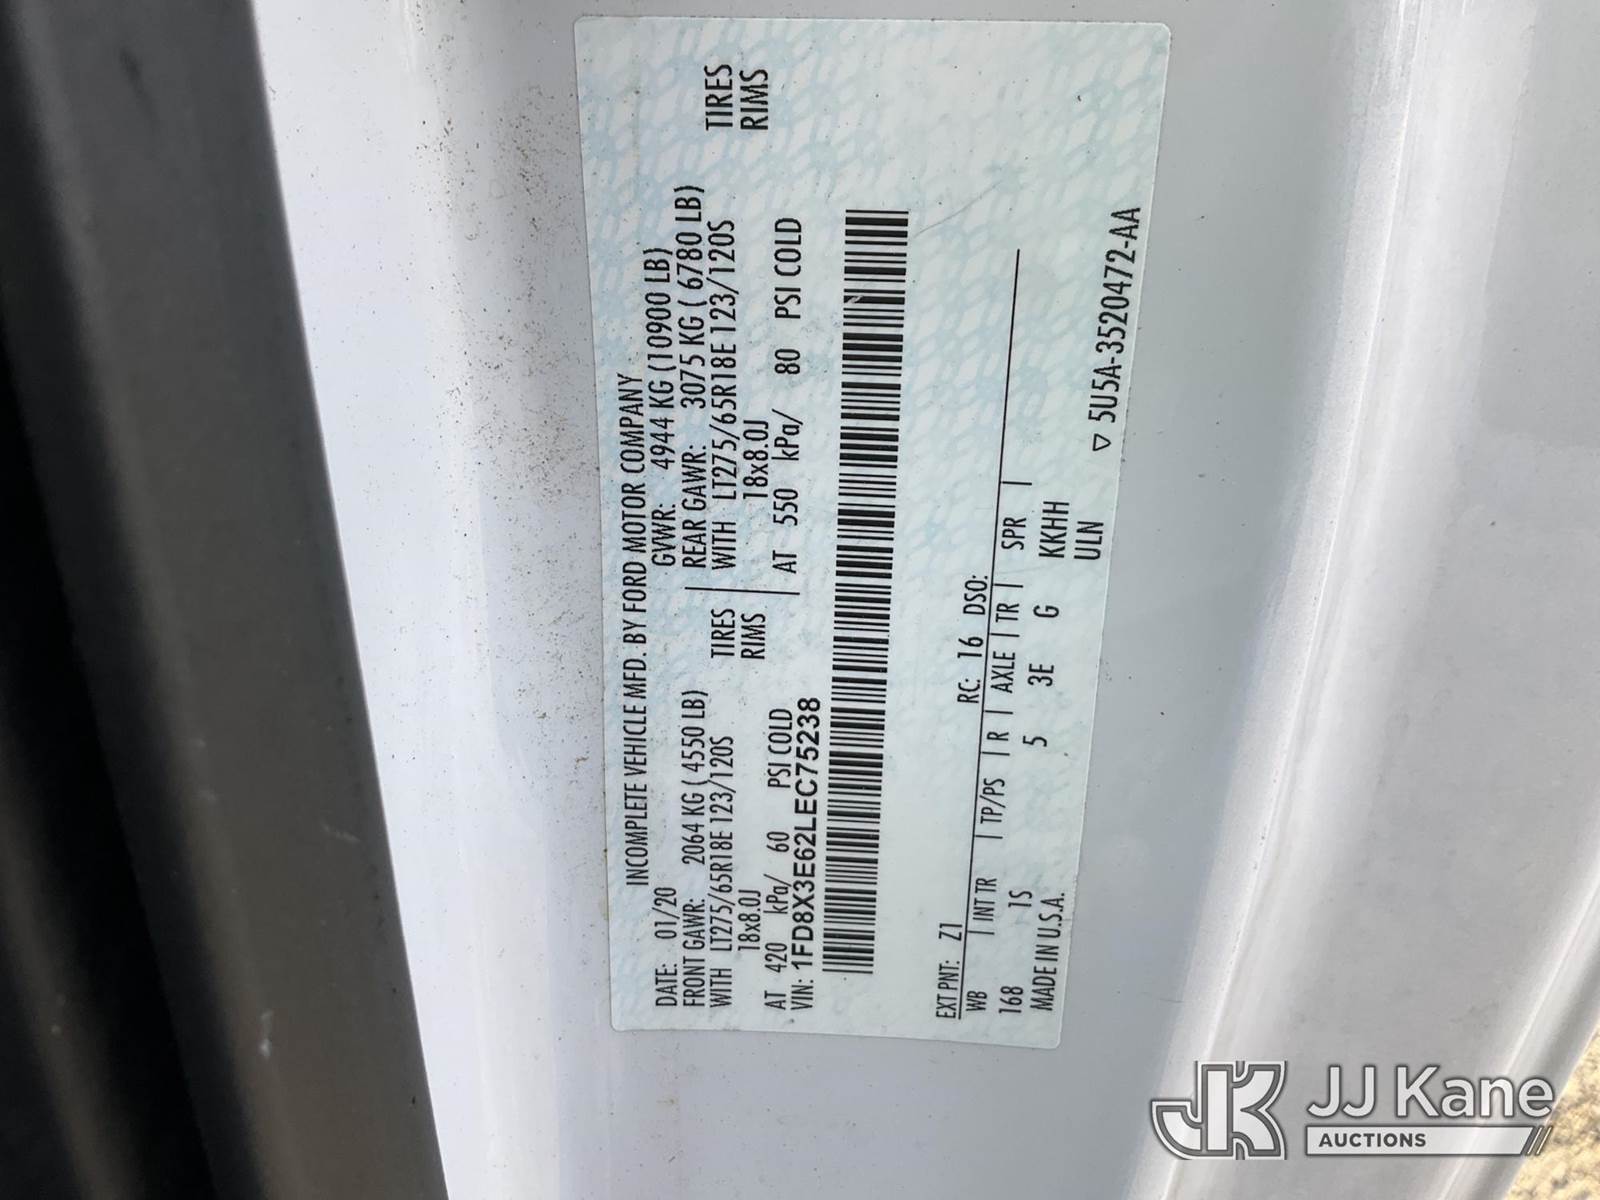 INCOMPLETE VEHICLE MFD. BY FORD MOTOR COMPANY
DATE: 01/20 GVWR: 4944 KG (10900 LB)
FRONT GAWR: 2064 KG ( 4550 LB) REAR GAWR: 3075 KG ( 6780 LB)
WITH LT275/65R18E 123/120S TIRES WITH LT275/65R18E 123/120S TIRES
18x8.0J RIMS 18x8.0J RIMS
AT 420 kPa/ 60 PSI COLD AT 550 kPa/ 80 PSI COLD
VIN: 1FD8X3E62LEC75238
EXT PNT: Z1 RC: 16 DSO:
WB | INT TR | TP/PS | R | AXLE | TR | SPR |
168 1S 5 3E G KKHH
MADE IN U.S.A. ULN
▽ 5U5A-3520472-AA
JK JJ Kane
AUCTIONS